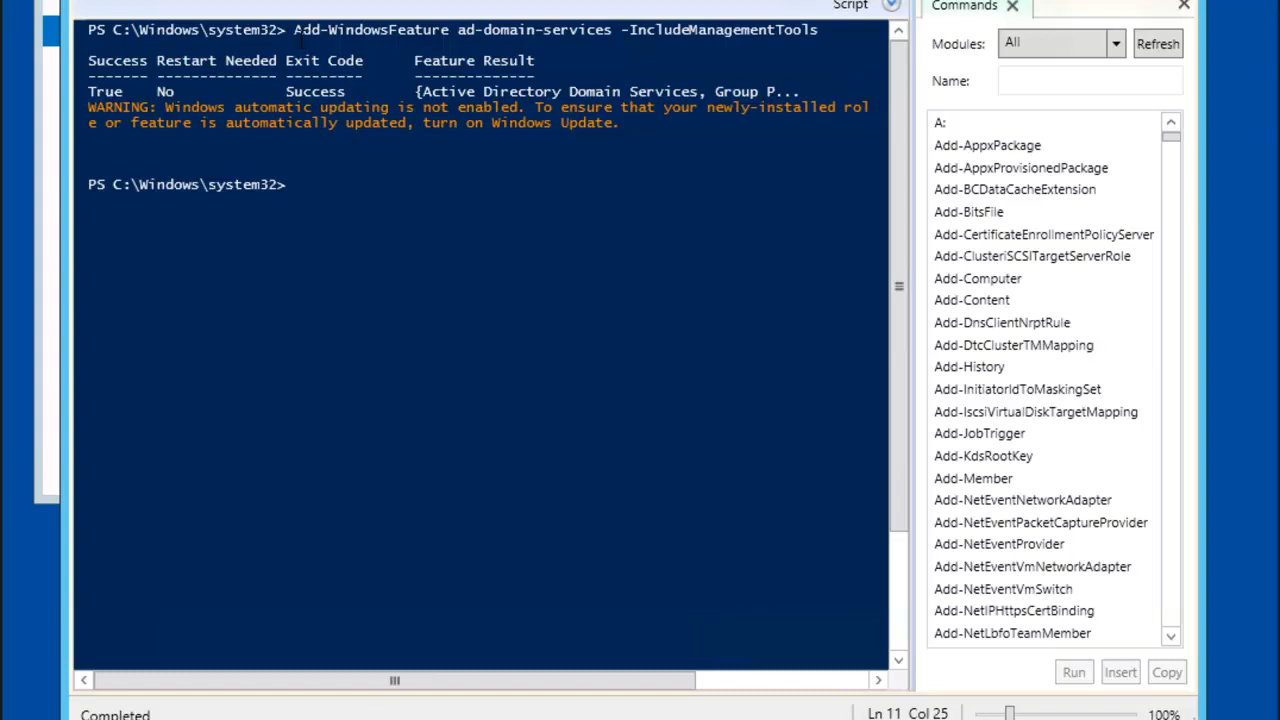 Script
Commands
PS C:\Windows\system32> Add-WindowsFeature ad-domain-services -IncludeManagementTools
Success Restart Needed Exit Code      Feature Result
------- -------------- ---------      --------------
True    No             Success        {Active Directory Domain Services, Group P...
WARNING: Windows automatic updating is not enabled. To ensure that your newly-installed rol
e or feature is automatically updated, turn on Windows Update.
PS C:\Windows\system32>
Modules: All Refresh
Name:
A:
Add-AppxPackage
Add-AppxProvisionedPackage
Add-BCDataCacheExtension
Add-BitsFile
Add-CertificateEnrollmentPolicyServer
Add-ClusteriSCSITargetServerRole
Add-Computer
Add-Content
Add-DnsClientNrptRule
Add-DtcClusterTMMapping
Add-History
Add-InitiatorIdToMaskingSet
Add-IscsiVirtualDiskTargetMapping
Add-JobTrigger
Add-KdsRootKey
Add-Member
Add-NetEventNetworkAdapter
Add-NetEventPacketCaptureProvider
Add-NetEventProvider
Add-NetEventVmNetworkAdapter
Add-NetEventVmSwitch
Add-NetIPHttpsCertBinding
Add-NetLbfoTeamMember
Run Insert Copy
Completed
Ln 11 Col 25
100%